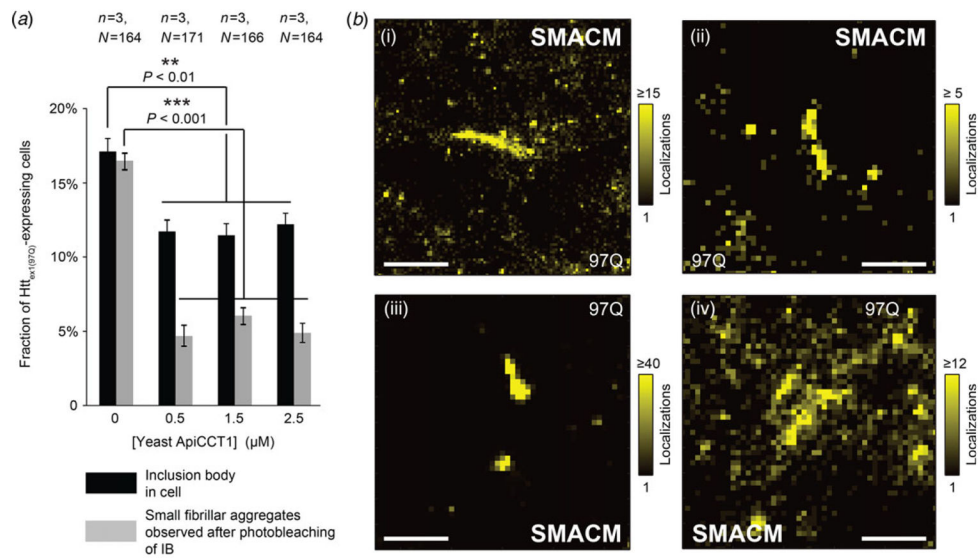 (a)
n=3, n=3, n=3, n=3,
N=164 N=171 N=166 N=164
**
P < 0.01
***
P < 0.001
20%
15%
10%
5%
0
Fraction of Htt ex1(97Q)-expressing cells
0 0.5 1.5 2.5
[Yeast ApiCCT1] (µM)
Inclusion body
in cell
Small fibrillar aggregates
observed after photobleaching
of IB
(b)
(i) SMACM
97Q
≥15
Localizations
1
(ii) SMACM
97Q
≥ 5
Localizations
1
(iii) 97Q
SMACM
≥40
Localizations
1
(iv) 97Q
SMACM
≥12
Localizations
1